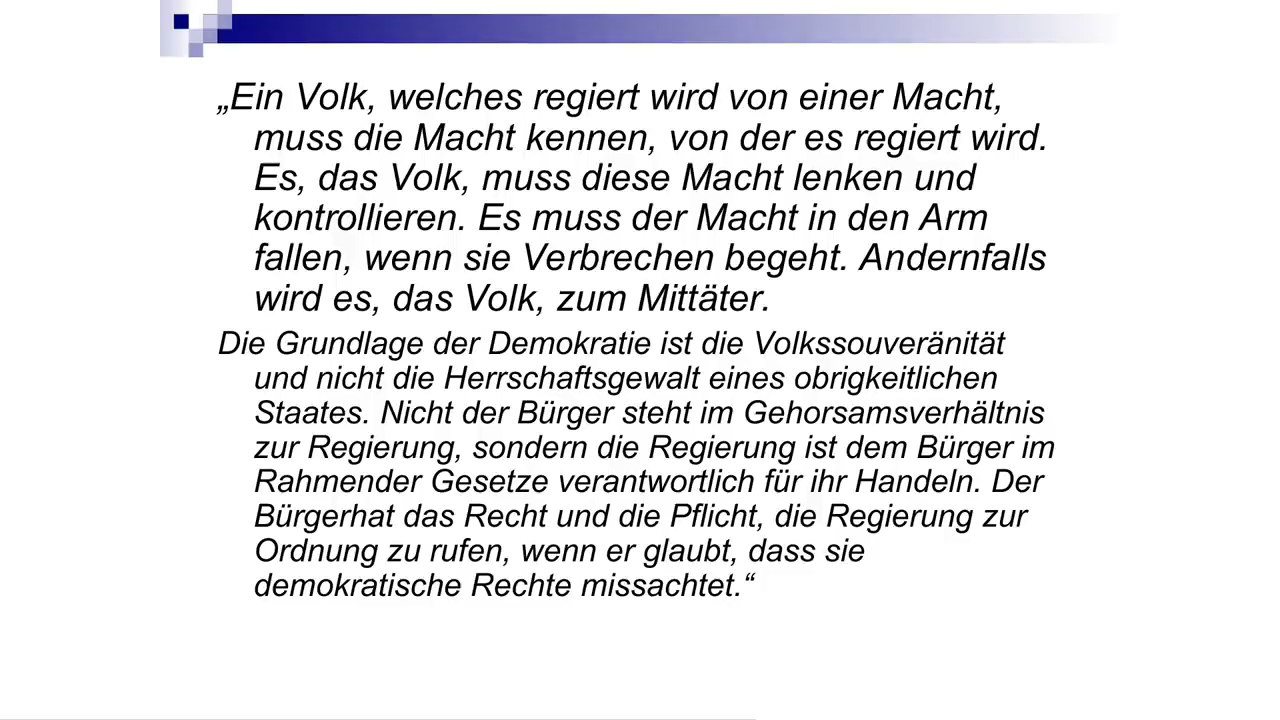 „Ein Volk, welches regiert wird von einer Macht,
muss die Macht kennen, von der es regiert wird.
Es, das Volk, muss diese Macht lenken und
kontrollieren. Es muss der Macht in den Arm
fallen, wenn sie Verbrechen begeht. Andernfalls
wird es, das Volk, zum Mittäter.
Die Grundlage der Demokratie ist die Volkssouveränität
und nicht die Herrschaftsgewalt eines obrigkeitlichen
Staates. Nicht der Bürger steht im Gehorsamsverhältnis
zur Regierung, sondern die Regierung ist dem Bürger im
Rahmender Gesetze verantwortlich für ihr Handeln. Der
Bürgerhat das Recht und die Pflicht, die Regierung zur
Ordnung zu rufen, wenn er glaubt, dass sie
demokratische Rechte missachtet.“